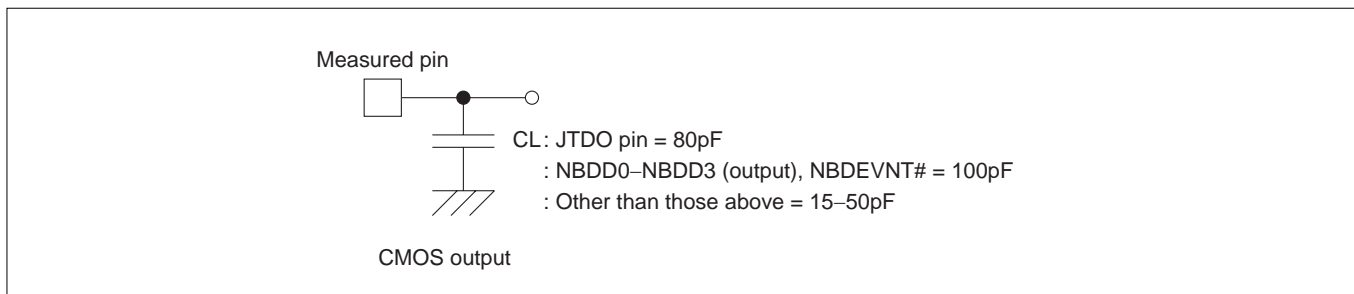 Measured pin
CL: JTDO pin = 80pF
: NBDD0–NBDD3 (output), NBDEVNT# = 100pF
: Other than those above = 15–50pF
CMOS output